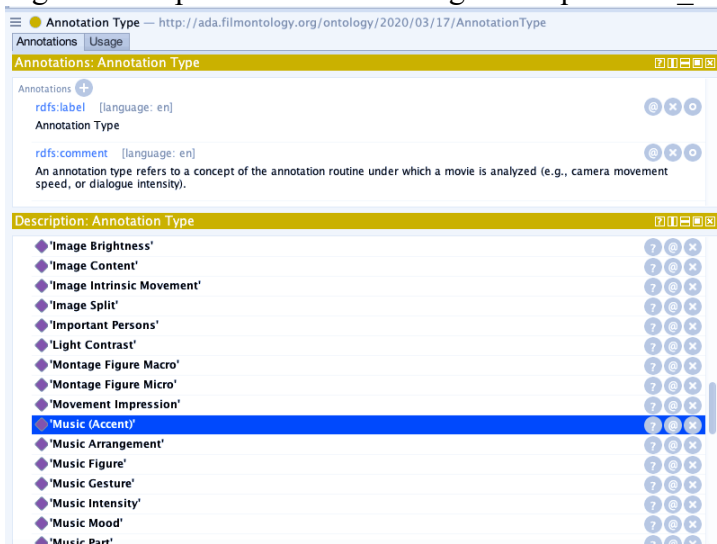 Annotation Type — http://ada.filmontology.org/ontology/2020/03/17/AnnotationType
Annotations Usage
Annotations: Annotation Type
Annotations
rdfs:label [language: en]
Annotation Type
rdfs:comment [language: en]
An annotation type refers to a concept of the annotation routine under which a movie is analyzed (e.g., camera movement
speed, or dialogue intensity).
Description: Annotation Type
'Image Brightness'
'Image Content'
'Image Intrinsic Movement'
'Image Split'
'Important Persons'
'Light Contrast'
'Montage Figure Macro'
'Montage Figure Micro'
'Movement Impression'
'Music (Accent)'
'Music Arrangement'
'Music Figure'
'Music Gesture'
'Music Intensity'
'Music Mood'
'Music Part'